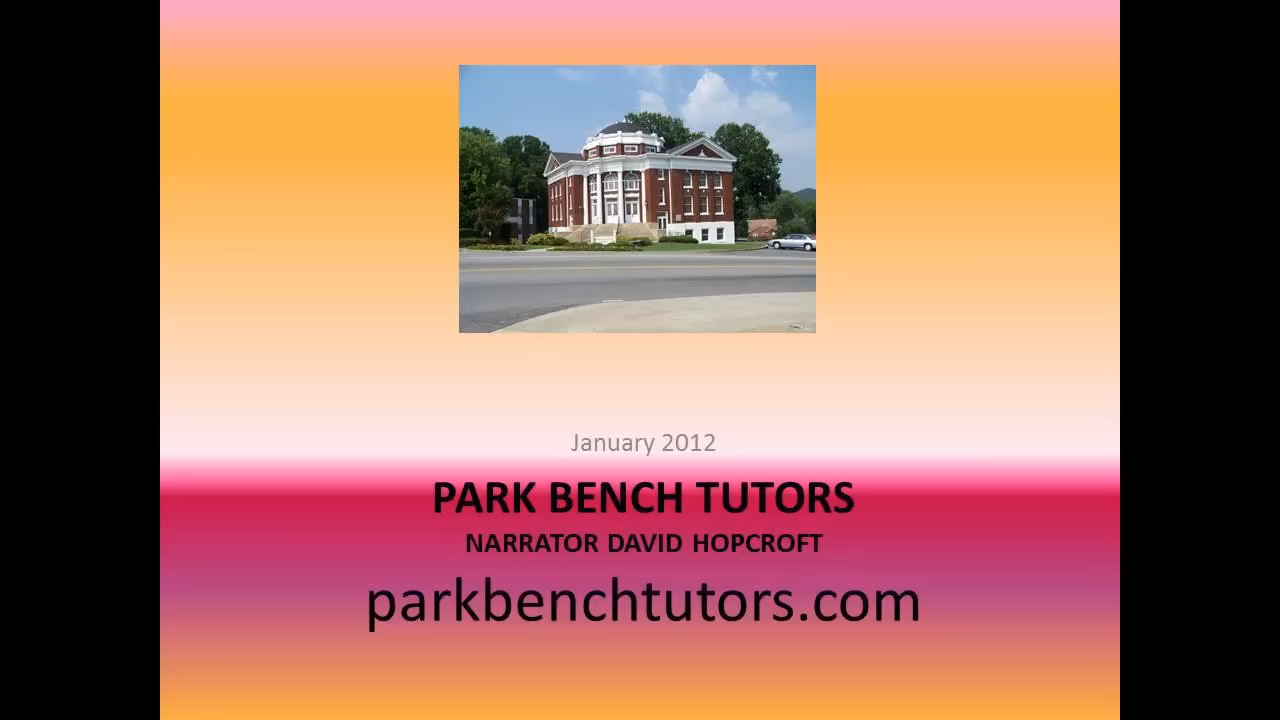 January 2012
PARK BENCH TUTORS
NARRATOR DAVID HOPCROFT
parkbenchtutors.com